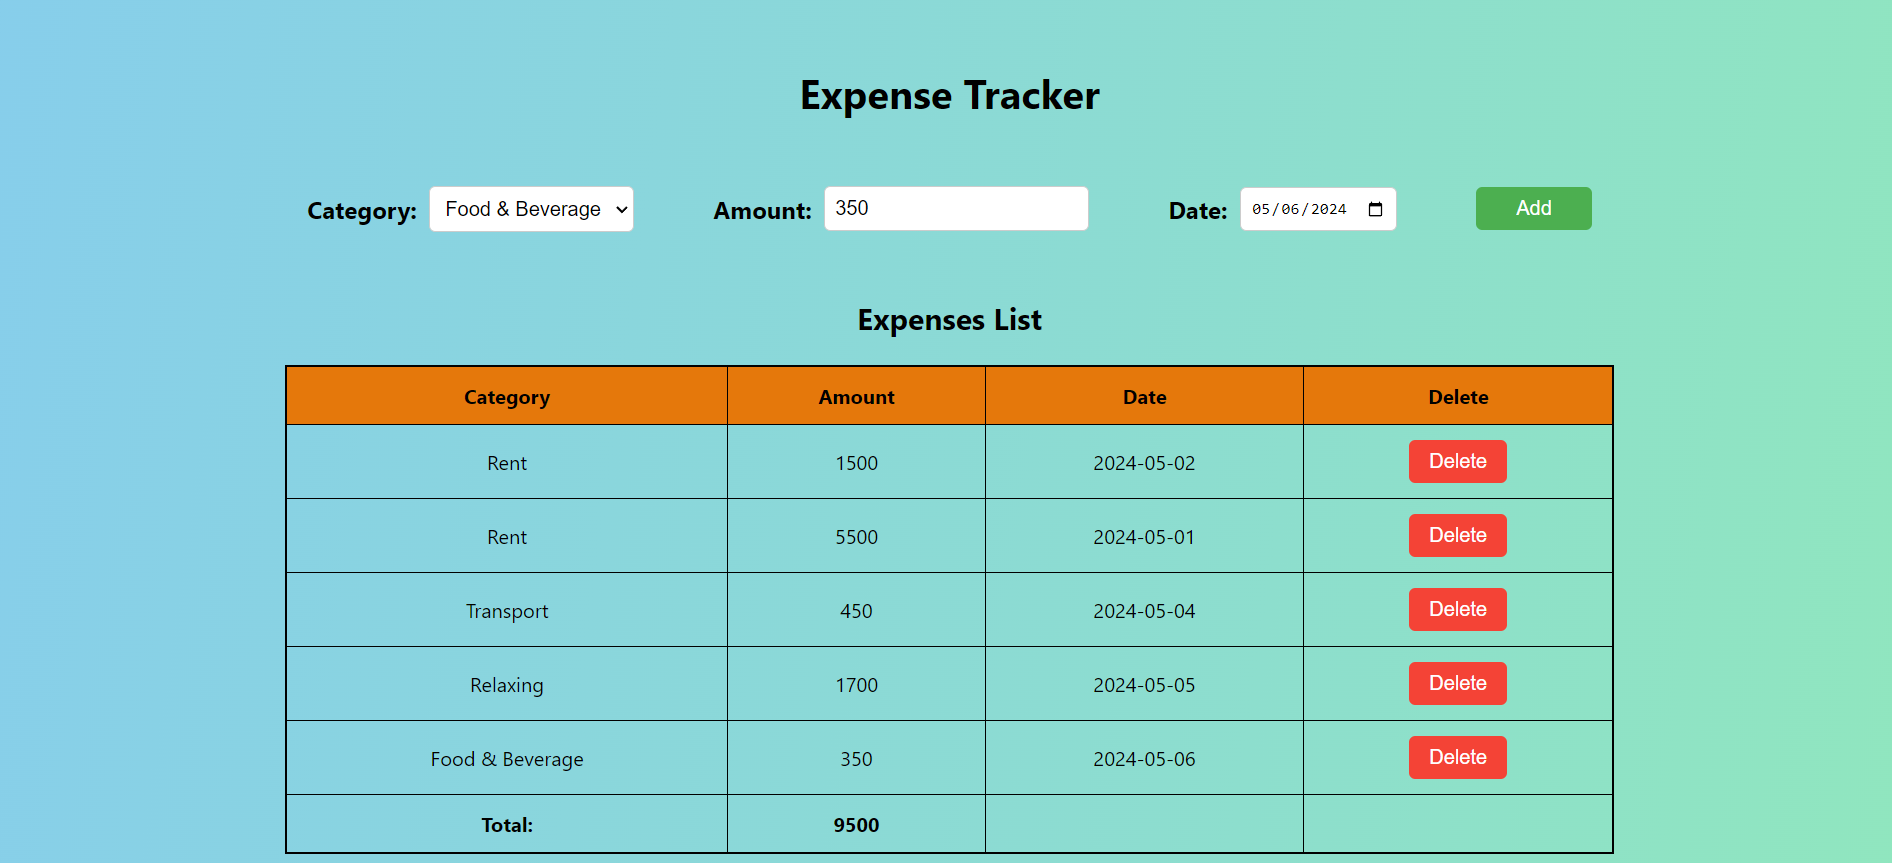 Expense Tracker
Category: Food & Beverage Amount: 350 Date: 05/06/2024 Add
Expenses List
Category Amount Date Delete
Rent 1500 2024-05-02 Delete
Rent 5500 2024-05-01 Delete
Transport 450 2024-05-04 Delete
Relaxing 1700 2024-05-05 Delete
Food & Beverage 350 2024-05-06 Delete
Total: 9500